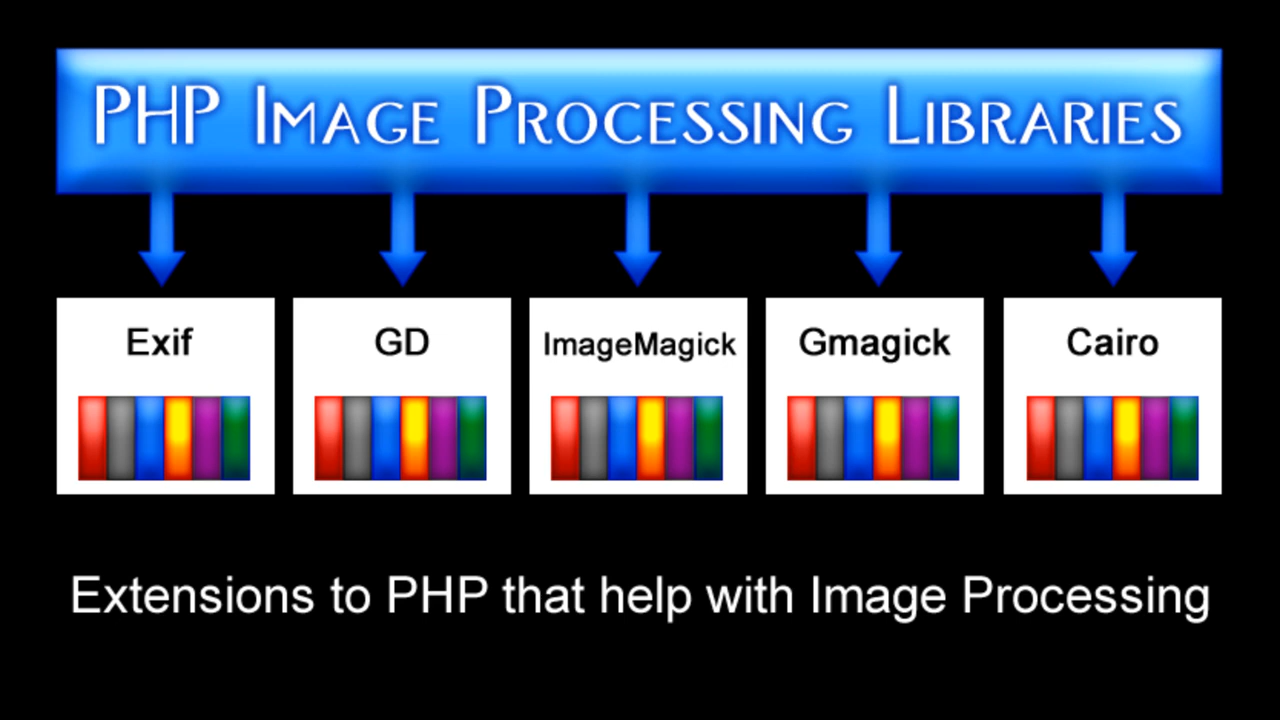 PHP Image Processing Libraries
Exif
GD
ImageMagick
Gmagick
Cairo
Extensions to PHP that help with Image Processing